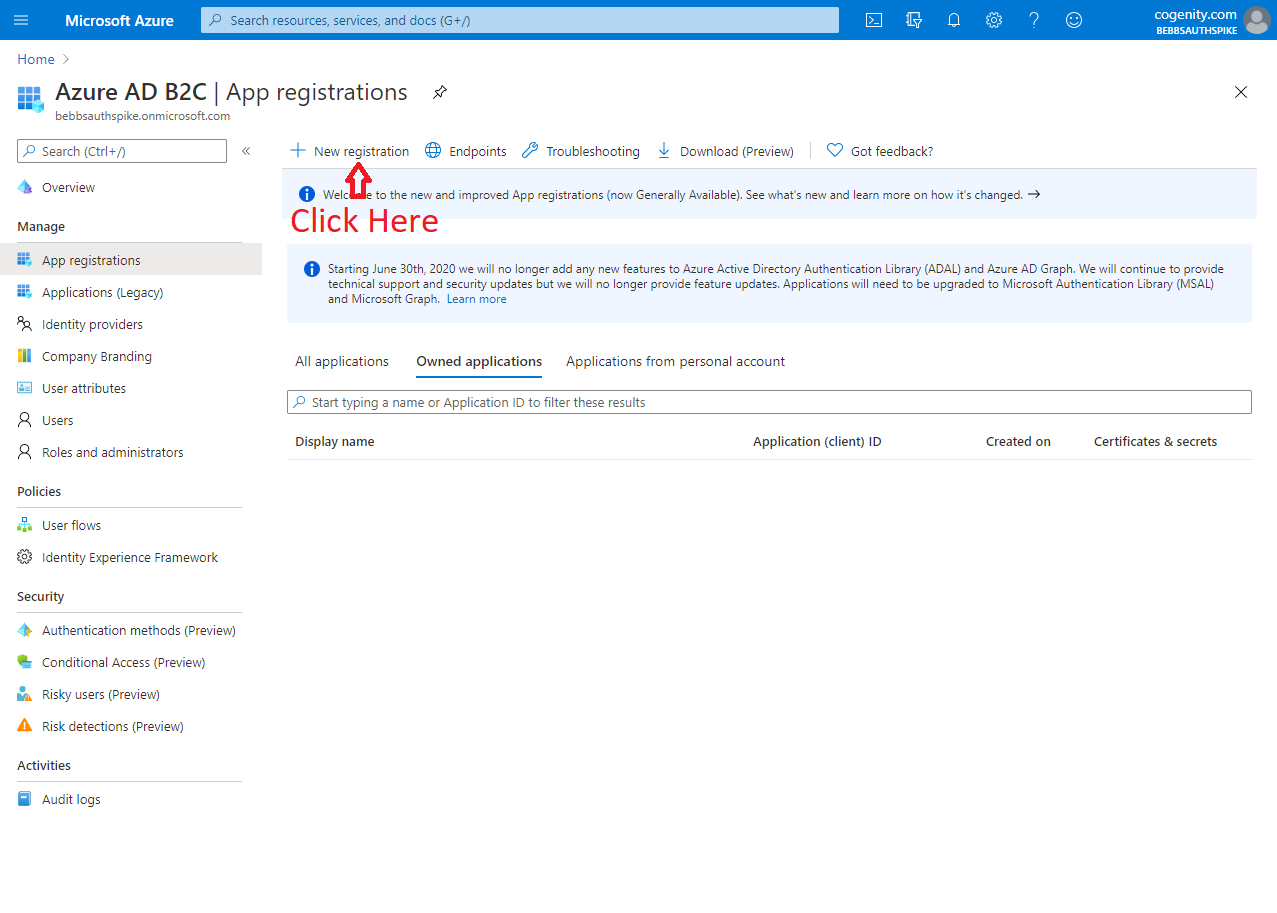 Microsoft Azure
Search resources, services, and docs (G+/)
cogenity.com
BEBBSAUTHSPIKE
Home
Azure AD B2C | App registrations
bebbsauthspike.onmicrosoft.com
Search (Ctrl+/)
«
New registration
Endpoints
Troubleshooting
Download (Preview)
Got feedback?
Overview
Manage
App registrations
Applications (Legacy)
Identity providers
Company Branding
User attributes
Users
Roles and administrators
Policies
User flows
Identity Experience Framework
Security
Authentication methods (Preview)
Conditional Access (Preview)
Risky users (Preview)
Risk detections (Preview)
Activities
Audit logs
Welcome to the new and improved App registrations (now Generally Available). See what's new and learn more on how it's changed. →
Click Here
Starting June 30th, 2020 we will no longer add any new features to Azure Active Directory Authentication Library (ADAL) and Azure AD Graph. We will continue to provide
technical support and security updates but we will no longer provide feature updates. Applications will need to be upgraded to Microsoft Authentication Library (MSAL)
and Microsoft Graph. Learn more
All applications
Owned applications
Applications from personal account
Start typing a name or Application ID to filter these results
Display name
Application (client) ID
Created on
Certificates & secrets